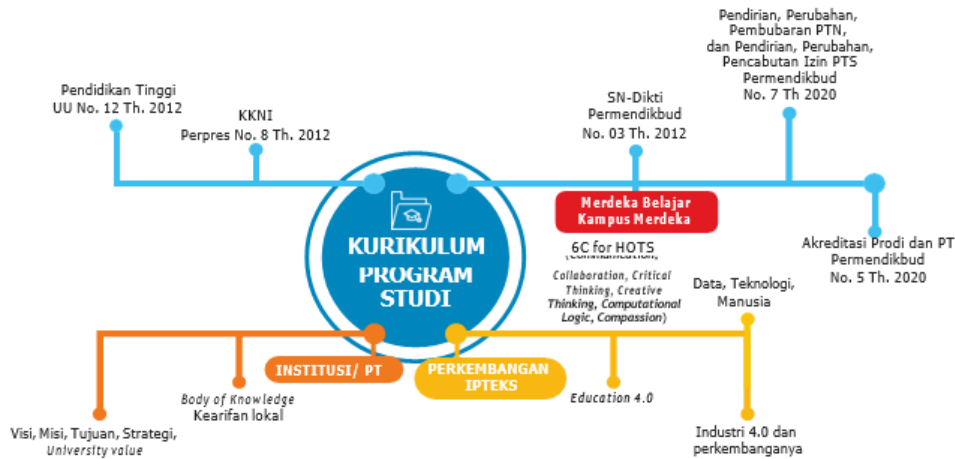 Pendidikan Tinggi
UU No. 12 Th. 2012
KKNI
Perpres No. 8 Th. 2012
SN-Dikti
Permendikbud
No. 03 Th. 2012
Pendirian, Perubahan,
Pembubaran PTN,
dan Pendirian, Perubahan,
Pencabutan Izin PTS
Permendikbud
No. 7 Th 2020
Merdeka Belajar
Kampus Merdeka
Akreditasi Prodi dan PT
Permendikbud
No. 5 Th. 2020
KURIKULUM
PROGRAM
STUDI
6C for HOTS
(Communication,
Collaboration, Critical
Thinking, Creative
Thinking, Computational
Logic, Compassion)
Data, Teknologi,
Manusia
INSTITUSI/ PT
PERKEMBANGAN
IPTEKS
Body of Knowledge
Kearifan lokal
Education 4.0
Visi, Misi, Tujuan, Strategi,
University value
Industri 4.0 dan
perkembanganya